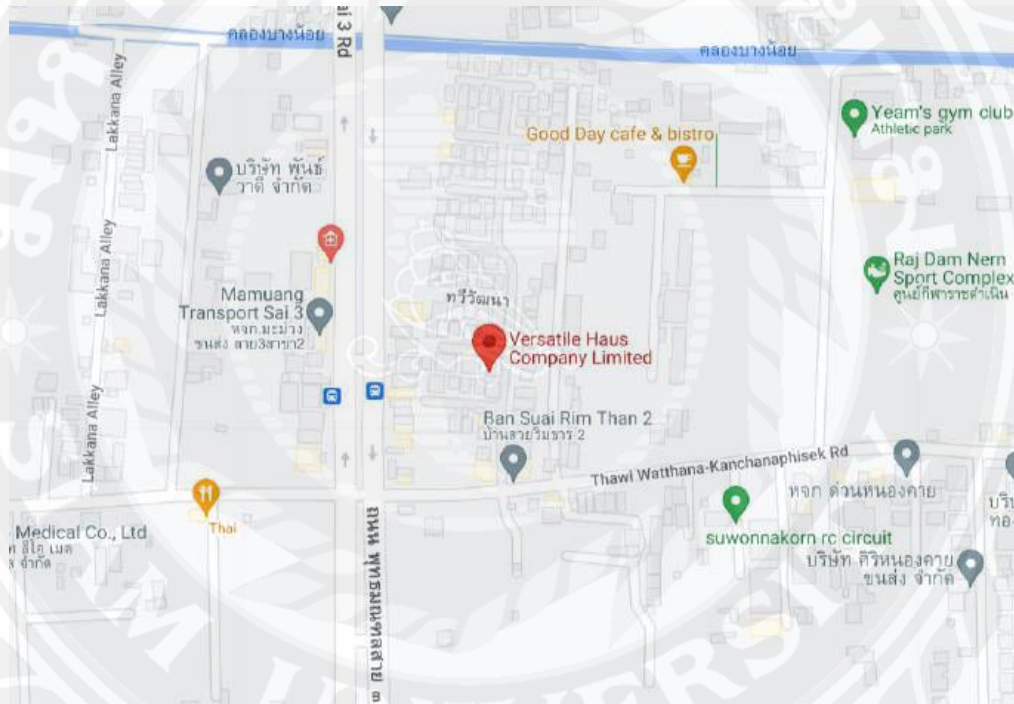 คลองบางน้อย
ai 3 Rd
คลองบางน้อย
Lakkana Alley
Yeam's gym club
Athletic park
Good Day cafe & bistro
บริษัท พันธ์
วาดี จำกัด
Lakkana Alley
Raj Dam Nern
Sport Complex
ศูนย์กีฬาราชดำเนิน
Mamuang
Transport Sai 3
หจก.มะม่วง
ขนส่ง สาย3สาขา2
ทวีวัฒนา
Versatile Haus
Company Limited
Lakkana Alley
Ban Suai Rim Than 2
บ้านสวยริมธาร 2
Thawi Watthana-Kanchanaphisek Rd
หจก ด่วนหนองคาย
Thai
Medical Co., Ltd
จำกัด
ถนน พุทธมณฑลสาย ๓
suwonnakorn rc circuit
บริษัท ศิริหนองคาย
ขนส่ง จำกัด
UNIVERSI